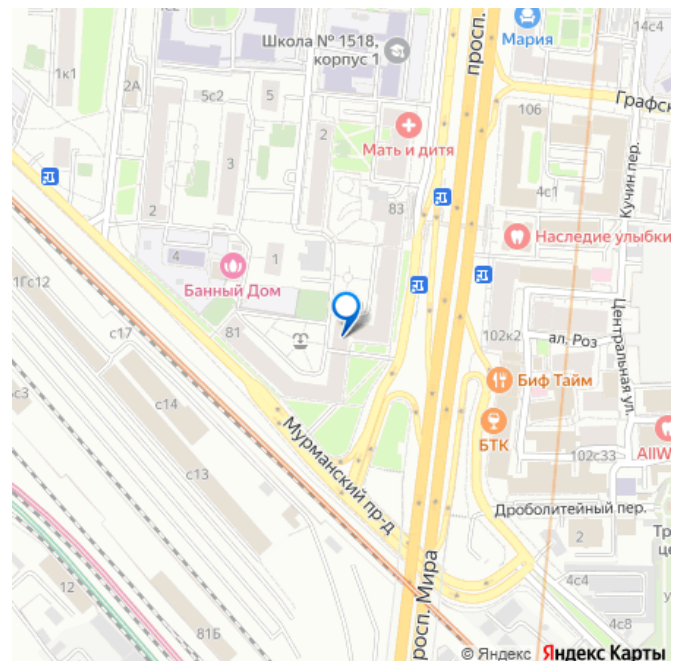 14с4
Мария
просп.
Школа № 1518,
корпус 1
1к1
2А
5с2
5
106
Графск
2
Мать и дитя
3
4с1
Кучин пер.
83
2
4
1
Наследие улыбки
Банный Дом
1Гс12
с17
81
102к2
ал. Роз
Центральная ул.
Биф Тайм
с3
с14
БТК
Мурманский пр-д
102с33
AllW
с13
Дроболитейный пер.
2
Тр
це
12
4с4
просп. Мира
81Б
4с8
у
© Яндекс Яндекс Карты